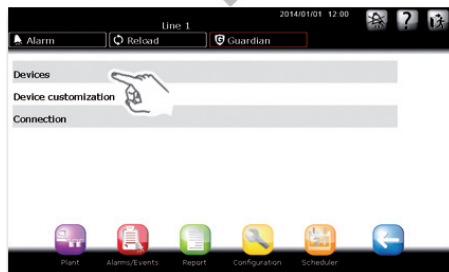 2014/01/01 12:00
Line 1
Alarm Reload Guardian
?
Devices
Device customization
Connection
Plant Alarms/Events Report Configuration Scheduler